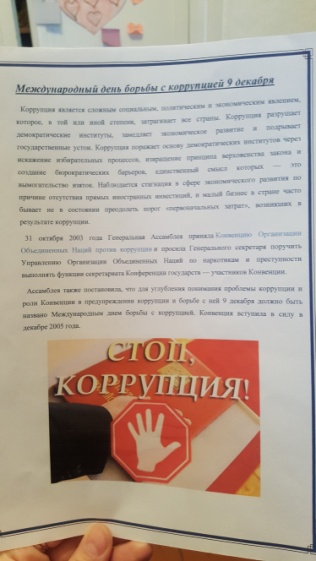 Международный день борьбы с коррупцией 9 декабря
Коррупция является сложным социальным, политическим и экономическим явлением,
которое, в той или иной степени, затрагивает все страны. Коррупция разрушает
демократические институты, замедляет экономическое развитие и подрывает
государственные устои. Коррупция поражает основу демократических институтов через
искажение избирательных процессов, извращение принципа верховенства закона и
создание бюрократических барьеров, единственный смысл которых — это
вымогательство взяток. Наблюдается стагнация в сфере экономического развития по
причине отсутствия прямых иностранных инвестиций, и малый бизнес в стране часто
бывает не в состоянии преодолеть порог «первоначальных затрат», возникающих в
результате коррупции.
31 октября 2003 года Генеральная Ассамблея приняла Конвенцию Организации
Объединенных Наций против коррупции и просила Генерального секретаря поручить
Управлению Организации Объединенных Наций по наркотикам и преступности
выполнять функции секретариата Конференции государств — участников Конвенции.
Ассамблея также постановила, что для углубления понимания проблемы коррупции и
роли Конвенции в предупреждении коррупции и борьбе с ней 9 декабря должно быть
названо Международным днем борьбы с коррупцией. Конвенция вступила в силу в
декабре 2005 года.
СТОП,
КОРРУПЦИЯ!